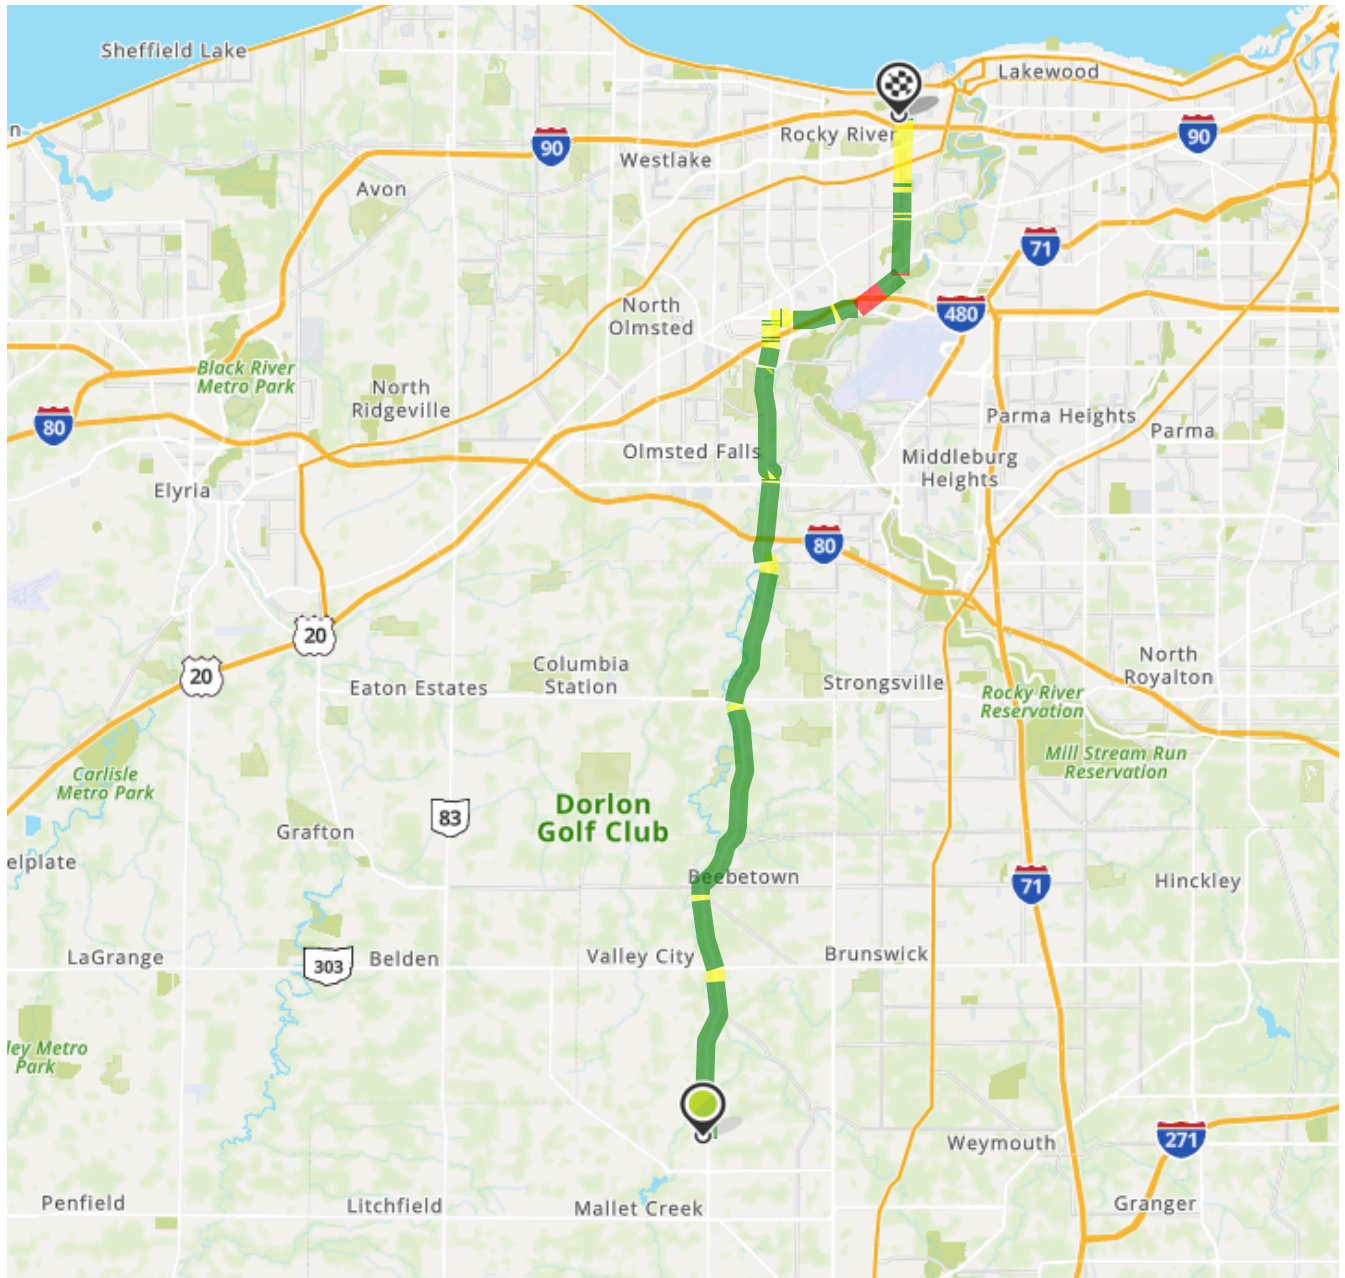 Sheffield Lake
Lakewood
n
Rocky River
90
90
Westlake
Avon
71
North
Olmsted
480
Black River
Metro Park
North
Ridgeville
80
Parma Heights
Parma
Olmsted Falls
Middleburg
Heights
Elyria
80
20
20
Columbia
Station
North
Royalton
Eaton Estates
Strongsville
Rocky River
Reservation
Mill Stream Run
Reservation
Carlisle
Metro Park
Dorlon
Golf Club
83
Grafton
elplate
Beebetown
71
Hinckley
LaGrange
303
Belden
Valley City
Brunswick
ley Metro
Park
Weymouth
271
Penfield
Litchfield
Mallet Creek
Granger